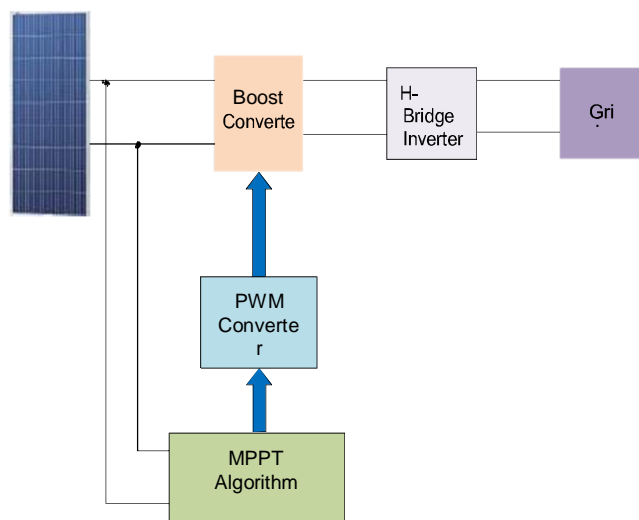 Boost
Converte
H-
Bridge
Inverter
Gri
PWM
Converte
r
MPPT
Algorithm